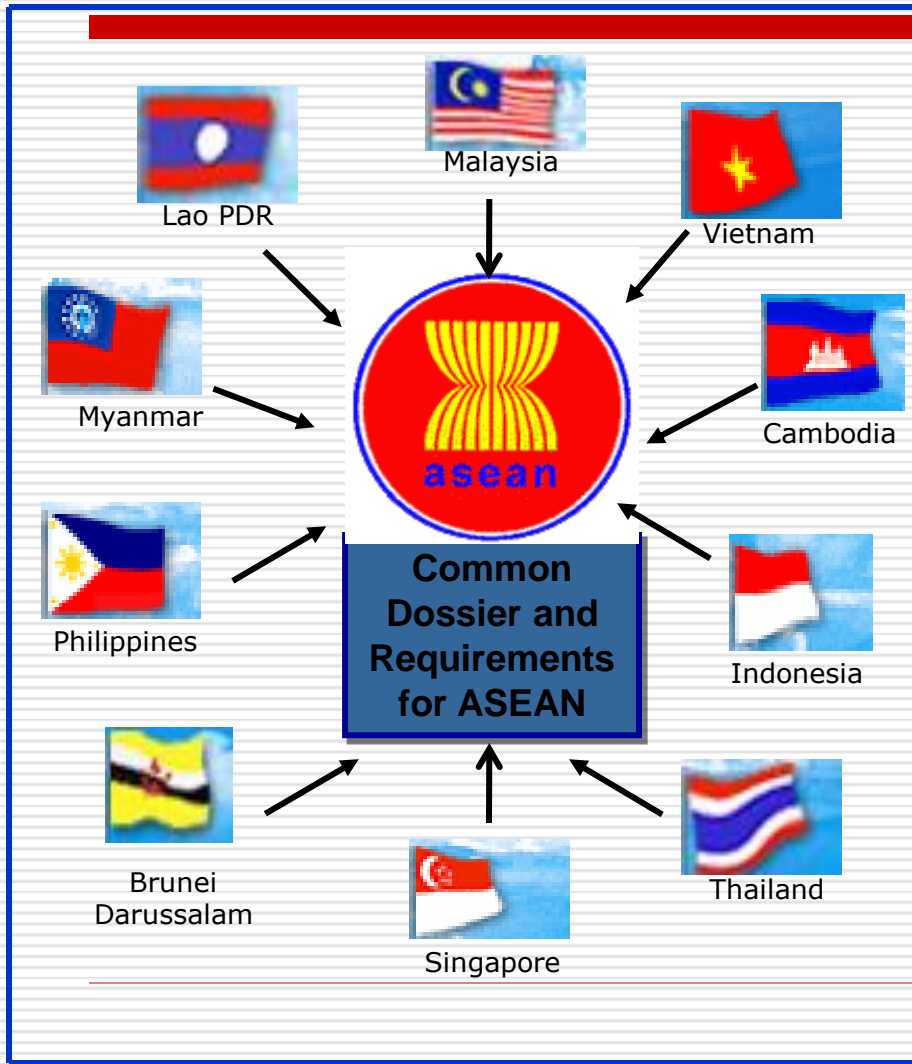 Malaysia
Lao PDR
Vietnam
Myanmar
Cambodia
asean
Common
Dossier and
Requirements
for ASEAN
Philippines
Indonesia
Brunei
Darussalam
Thailand
Singapore